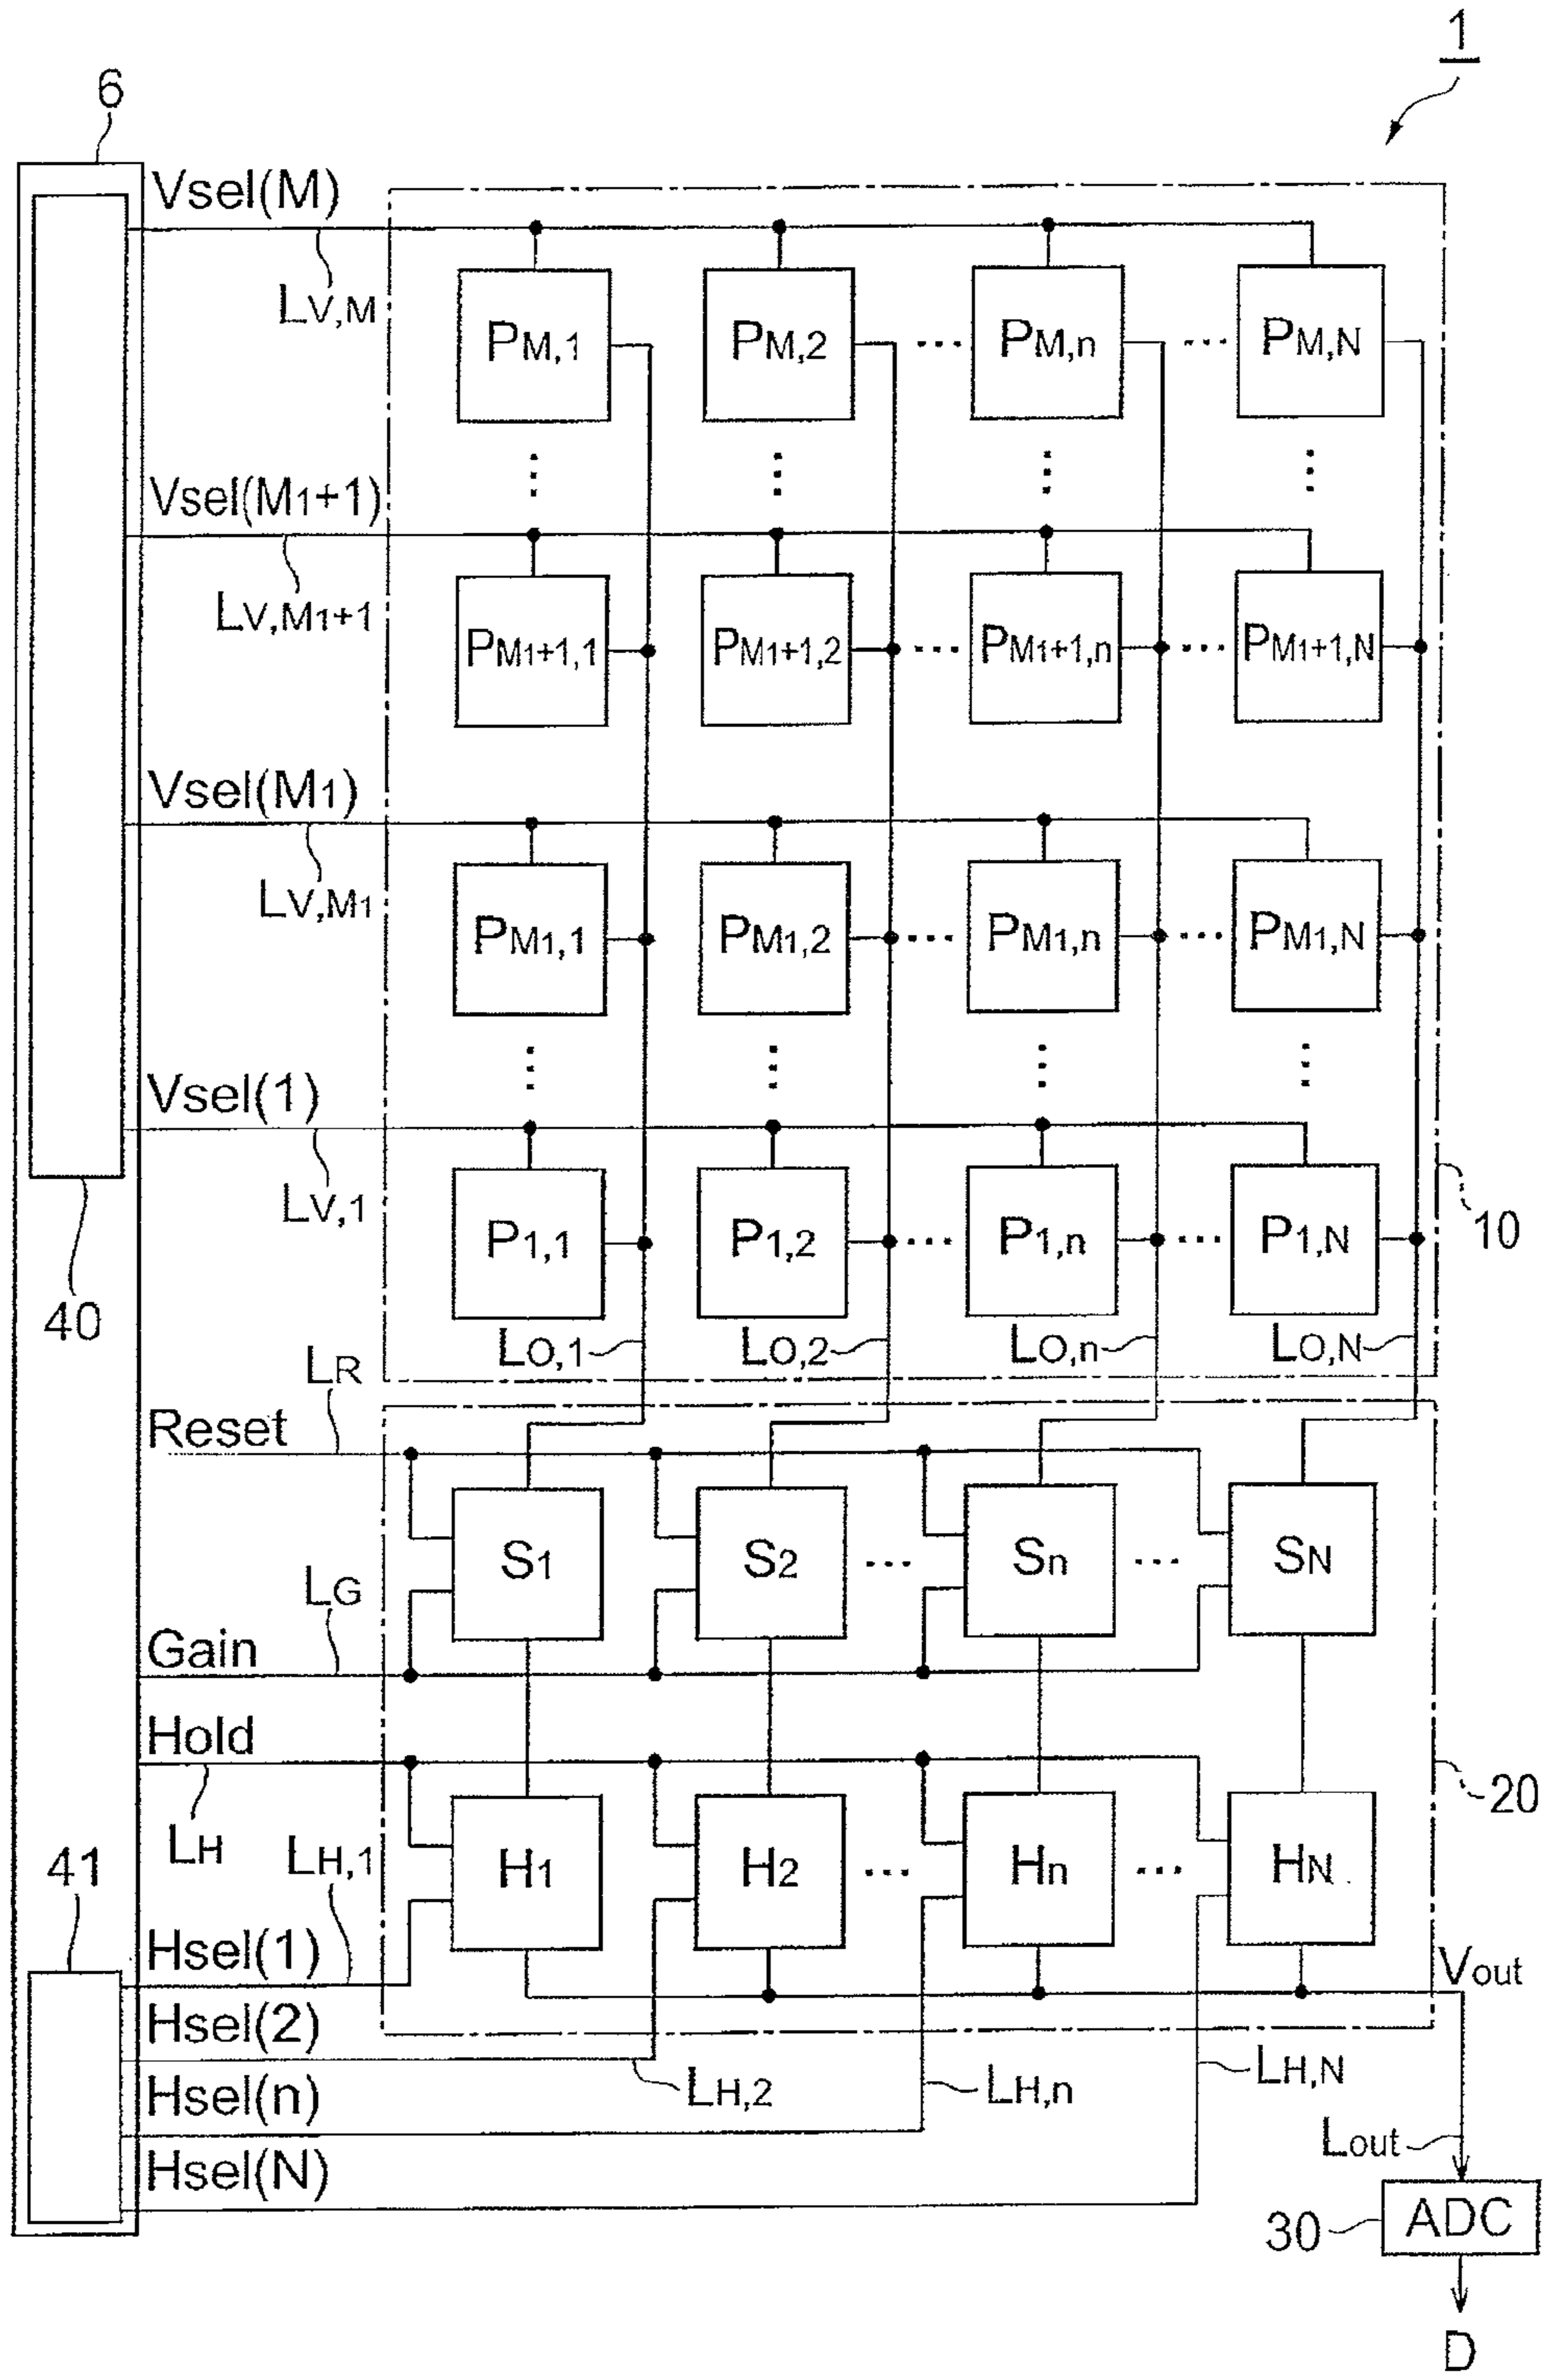 1
6
Vsel(M)
LV,M
PM,1 PM,2 ... PM,n ... PM,N
Vsel(M1+1)
LV,M1+1
PM1+1,1 PM1+1,2 ... PM1+1,n ... PM1+1,N
Vsel(M1)
LV,M1
PM1,1 PM1,2 ... PM1,n ... PM1,N
Vsel(1)
LV,1
P1,1 P1,2 ... P1,n ... P1,N
10
40
LO,1 LO,2 LO,n LO,N
LR
Reset
S1 S2 ... Sn ... SN
LG
Gain
Hold
20
LH
LH,1
41
H1 H2 ... Hn ... HN
Hsel(1)
Vout
Hsel(2)
LH,2 LH,n LH,N
Hsel(n)
Lout
Hsel(N)
30 ADC
D